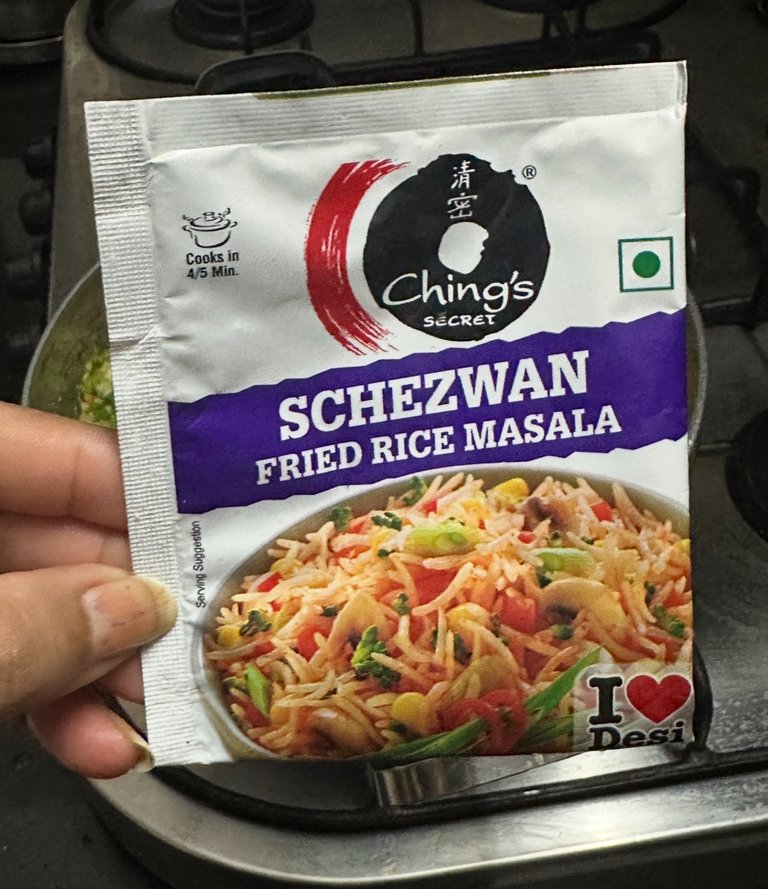 Cooks in
4/5 Min.
清
密
®
Ching's
SECRET
SCHEZWAN
FRIED RICE MASALA
Serving Suggestion
I ❤
Desi